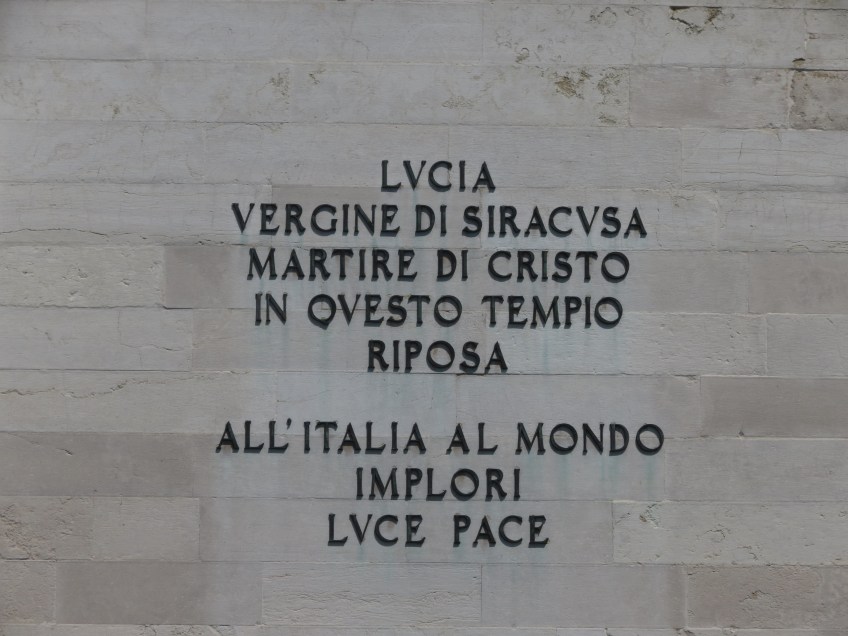 LVCIA
VERGINE DI SIRACVSA
MARTIRE DI CRISTO
IN QVESTO TEMPIO
RIPOSA
ALL'ITALIA AL MONDO
IMPLORI
LVCE PACE